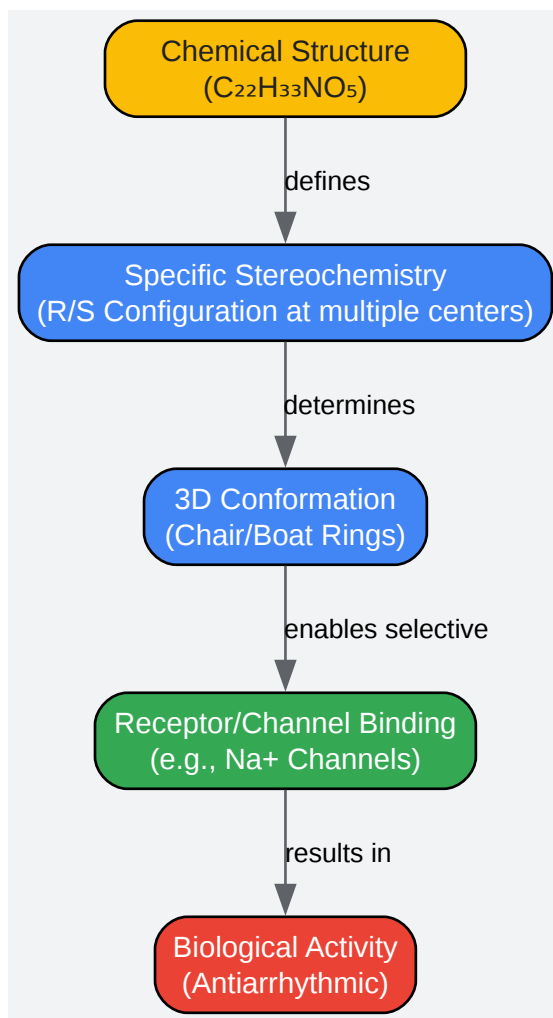 Chemical Structure
(C₂₂H₃₃NO₅)
defines
Specific Stereochemistry
(R/S Configuration at multiple centers)
determines
3D Conformation
(Chair/Boat Rings)
enables selective
Receptor/Channel Binding
(e.g., Na+ Channels)
results in
Biological Activity
(Antiarrhythmic)